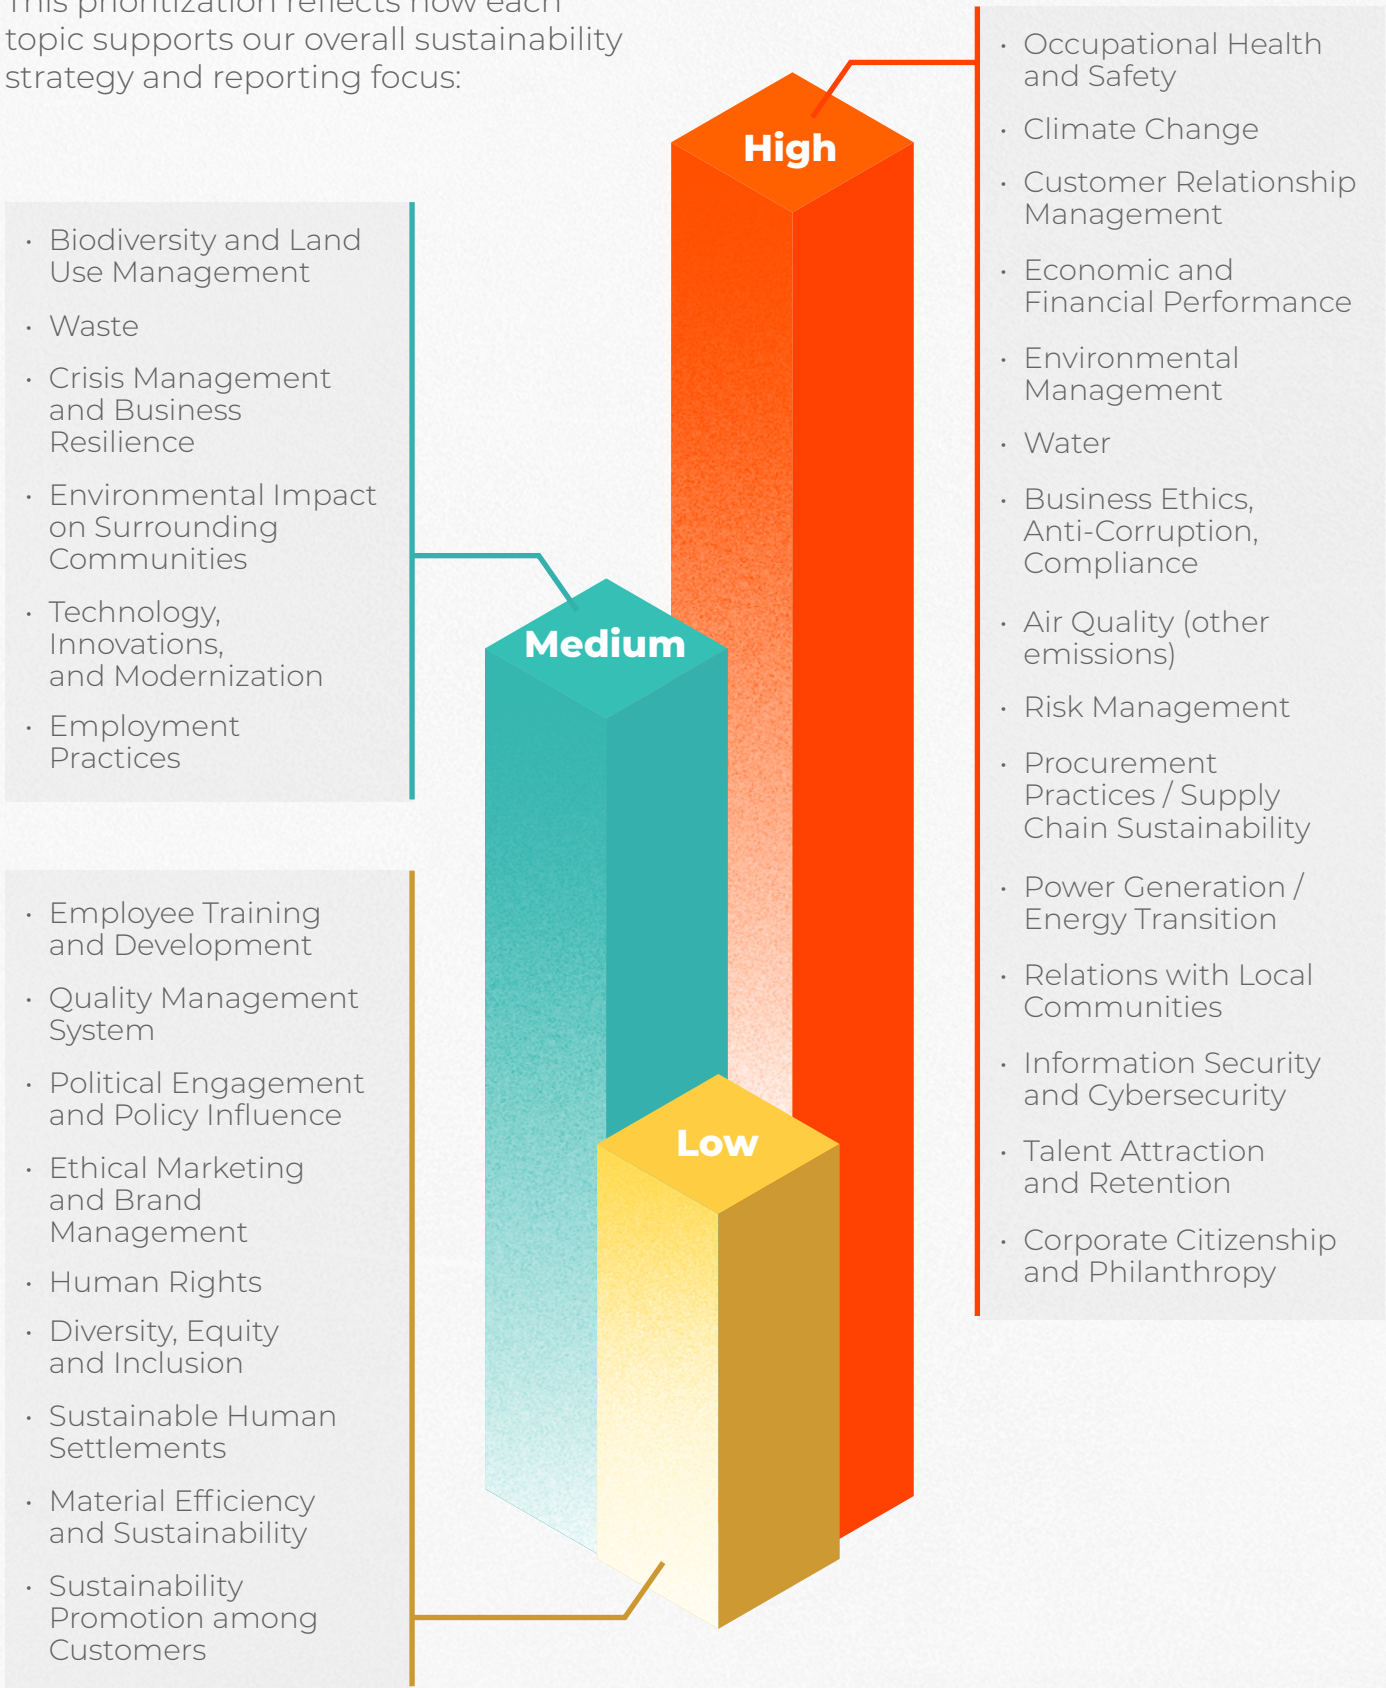 This prioritization reflects how each
topic supports our overall sustainability
strategy and reporting focus:
High
• Occupational Health
and Safety
• Climate Change
• Customer Relationship
Management
• Economic and
Financial Performance
• Environmental
Management
• Water
• Business Ethics,
Anti-Corruption,
Compliance
• Air Quality (other
emissions)
• Risk Management
• Procurement
Practices / Supply
Chain Sustainability
• Power Generation /
Energy Transition
• Relations with Local
Communities
• Information Security
and Cybersecurity
• Talent Attraction
and Retention
• Corporate Citizenship
and Philanthropy
Medium
• Biodiversity and Land
Use Management
• Waste
• Crisis Management
and Business
Resilience
• Environmental Impact
on Surrounding
Communities
• Technology,
Innovations,
and Modernization
• Employment
Practices
Low
• Employee Training
and Development
• Quality Management
System
• Political Engagement
and Policy Influence
• Ethical Marketing
and Brand
Management
• Human Rights
• Diversity, Equity
and Inclusion
• Sustainable Human
Settlements
• Material Efficiency
and Sustainability
• Sustainability
Promotion among
Customers